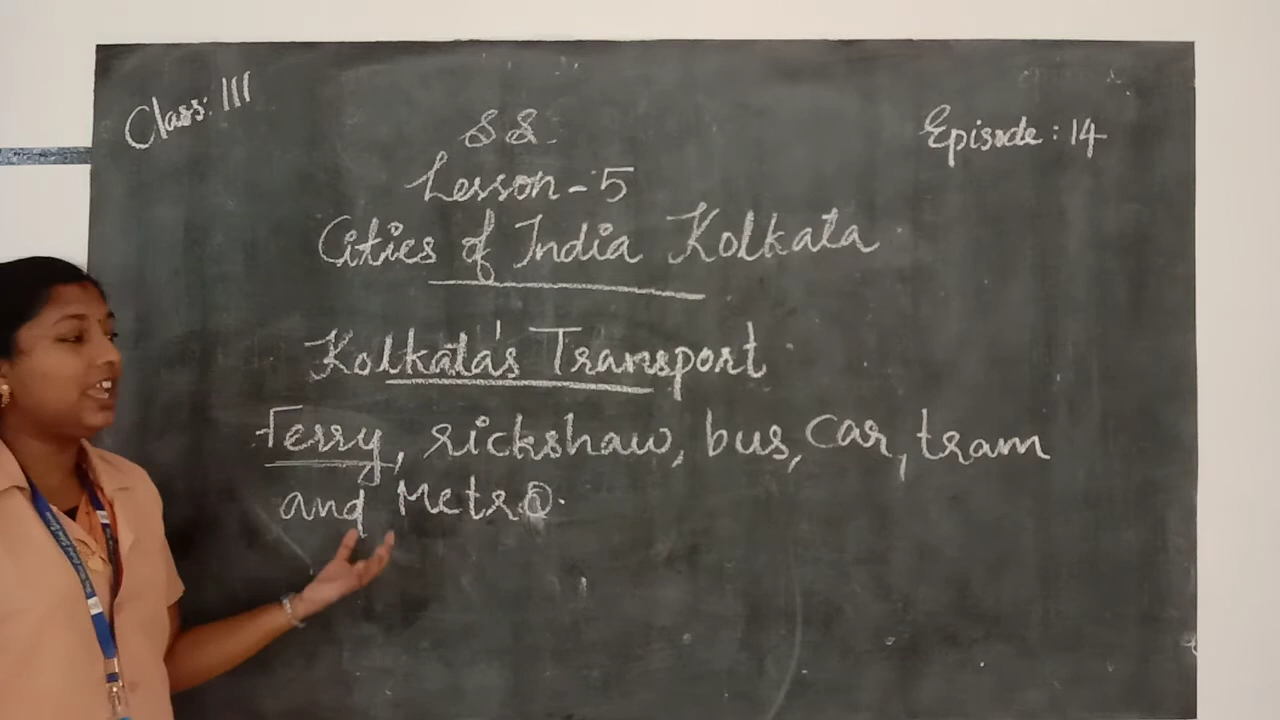 Class: III
S S.
Episode: 14
Lesson - 5
Cities of India Kolkata
Kolkata's Transport
Ferry, rickshaw, bus, car, tram
and Metro.